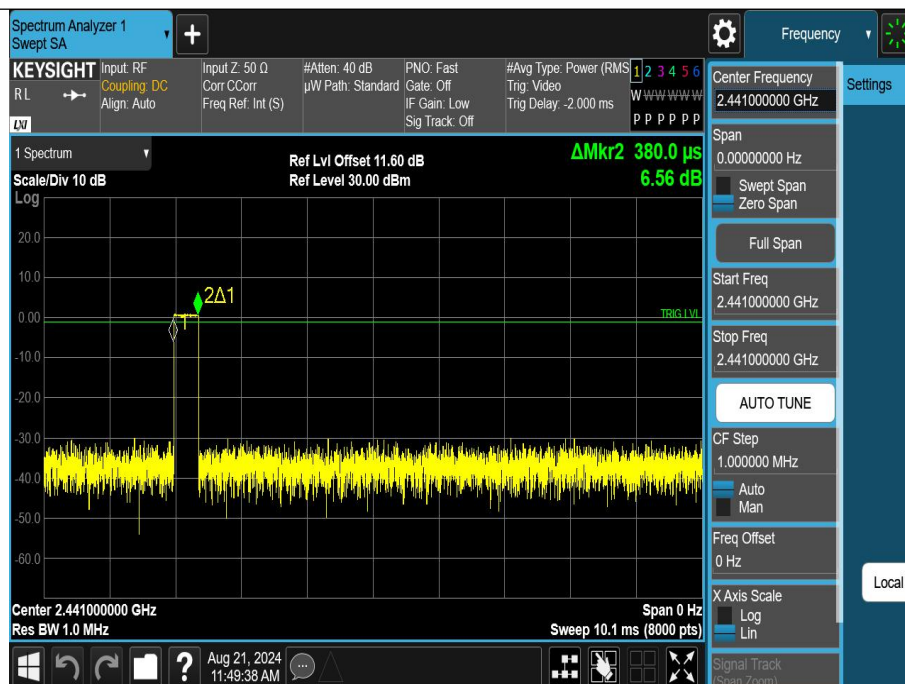 Spectrum Analyzer 1
Swept SA
Frequency
KEYSIGHT
RL
LXI
Input: RF
Coupling: DC
Align: Auto
Input Z: 50 Ω
Corr CCorr
Freq Ref: Int (S)
#Atten: 40 dB
µW Path: Standard
PNO: Fast
Gate: Off
IF Gain: Low
Sig Track: Off
#Avg Type: Power (RMS
Trig: Video
Trig Delay: -2.000 ms
1 2 3 4 5 6
W W W W W W
P P P P P P
1 Spectrum
Scale/Div 10 dB
Log
Ref Lvl Offset 11.60 dB
Ref Level 30.00 dBm
ΔMkr2 380.0 µs
6.56 dB
20.0
10.0
0.00
-10.0
-20.0
-30.0
-40.0
-50.0
-60.0
2Δ1
TRIG LVL
Center 2.441000000 GHz
Res BW 1.0 MHz
Span 0 Hz
Sweep 10.1 ms (8000 pts)
Center Frequency
2.441000000 GHz
Span
0.00000000 Hz
Swept Span
Zero Span
Full Span
Start Freq
2.441000000 GHz
Stop Freq
2.441000000 GHz
AUTO TUNE
CF Step
1.000000 MHz
Auto
Man
Freq Offset
0 Hz
X Axis Scale
Log
Lin
Signal Track
(Span Zoom)
Settings
Local
?
Aug 21, 2024
11:49:38 AM